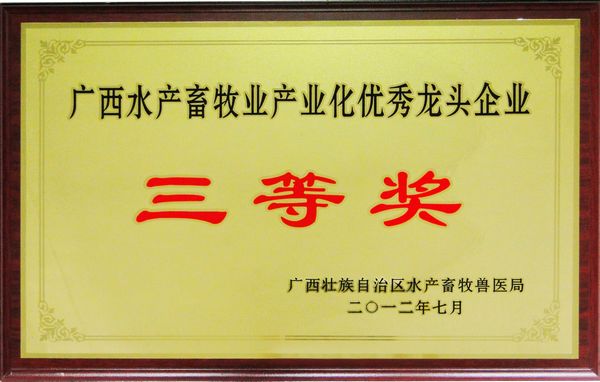 广西水产畜牧业产业化优秀龙头企业
三等奖
广西壮族自治区水产畜牧兽医局
二〇一二年七月